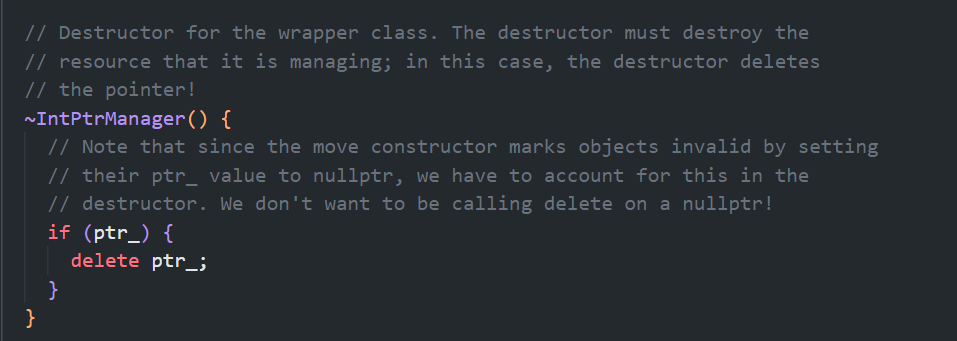 // Destructor for the wrapper class. The destructor must destroy the
// resource that it is managing; in this case, the destructor deletes
// the pointer!
~IntPtrManager() {
// Note that since the move constructor marks objects invalid by setting
// their ptr_ value to nullptr, we have to account for this in the
// destructor. We don't want to be calling delete on a nullptr!
if (ptr_) {
delete ptr_;
}
}